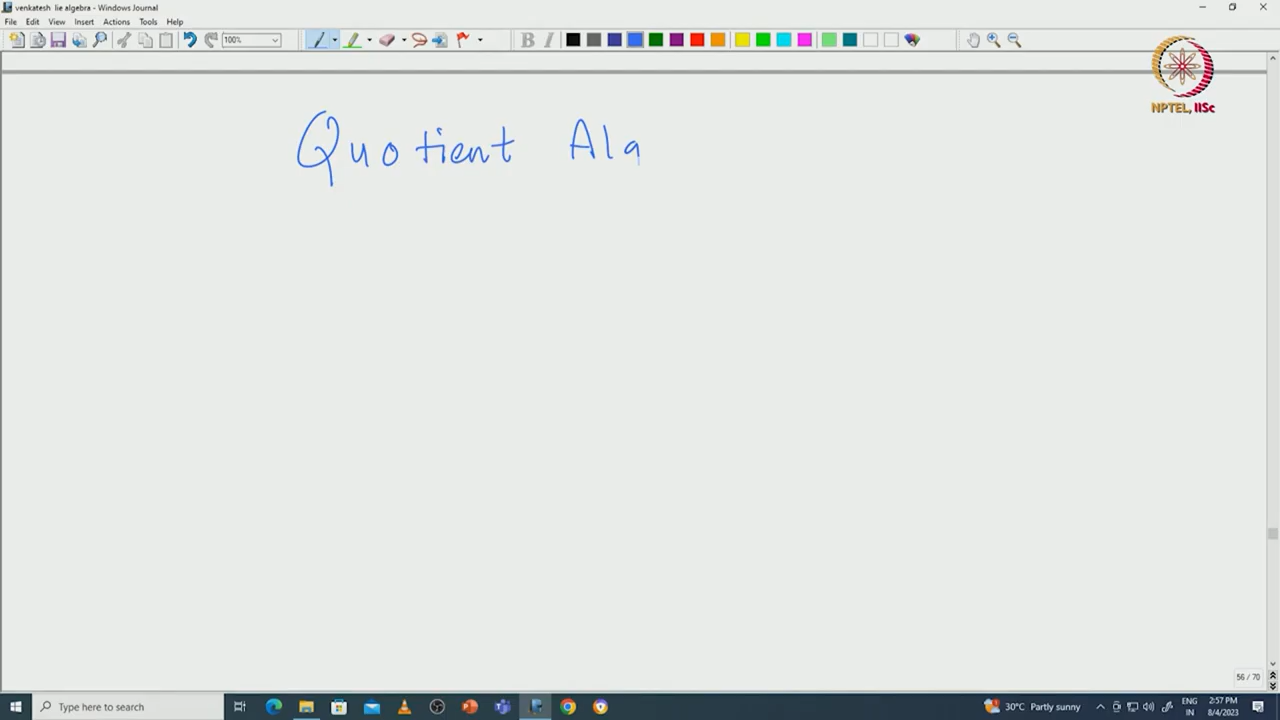 venkatesh lie algebra - Windows Journal
File Edit View Insert Actions Tools Help
100%
NPTEL, IISc
Quotient Ala
56 / 70
Type here to search
30°C Partly sunny
ENG
IN
2:57 PM
8/4/2023